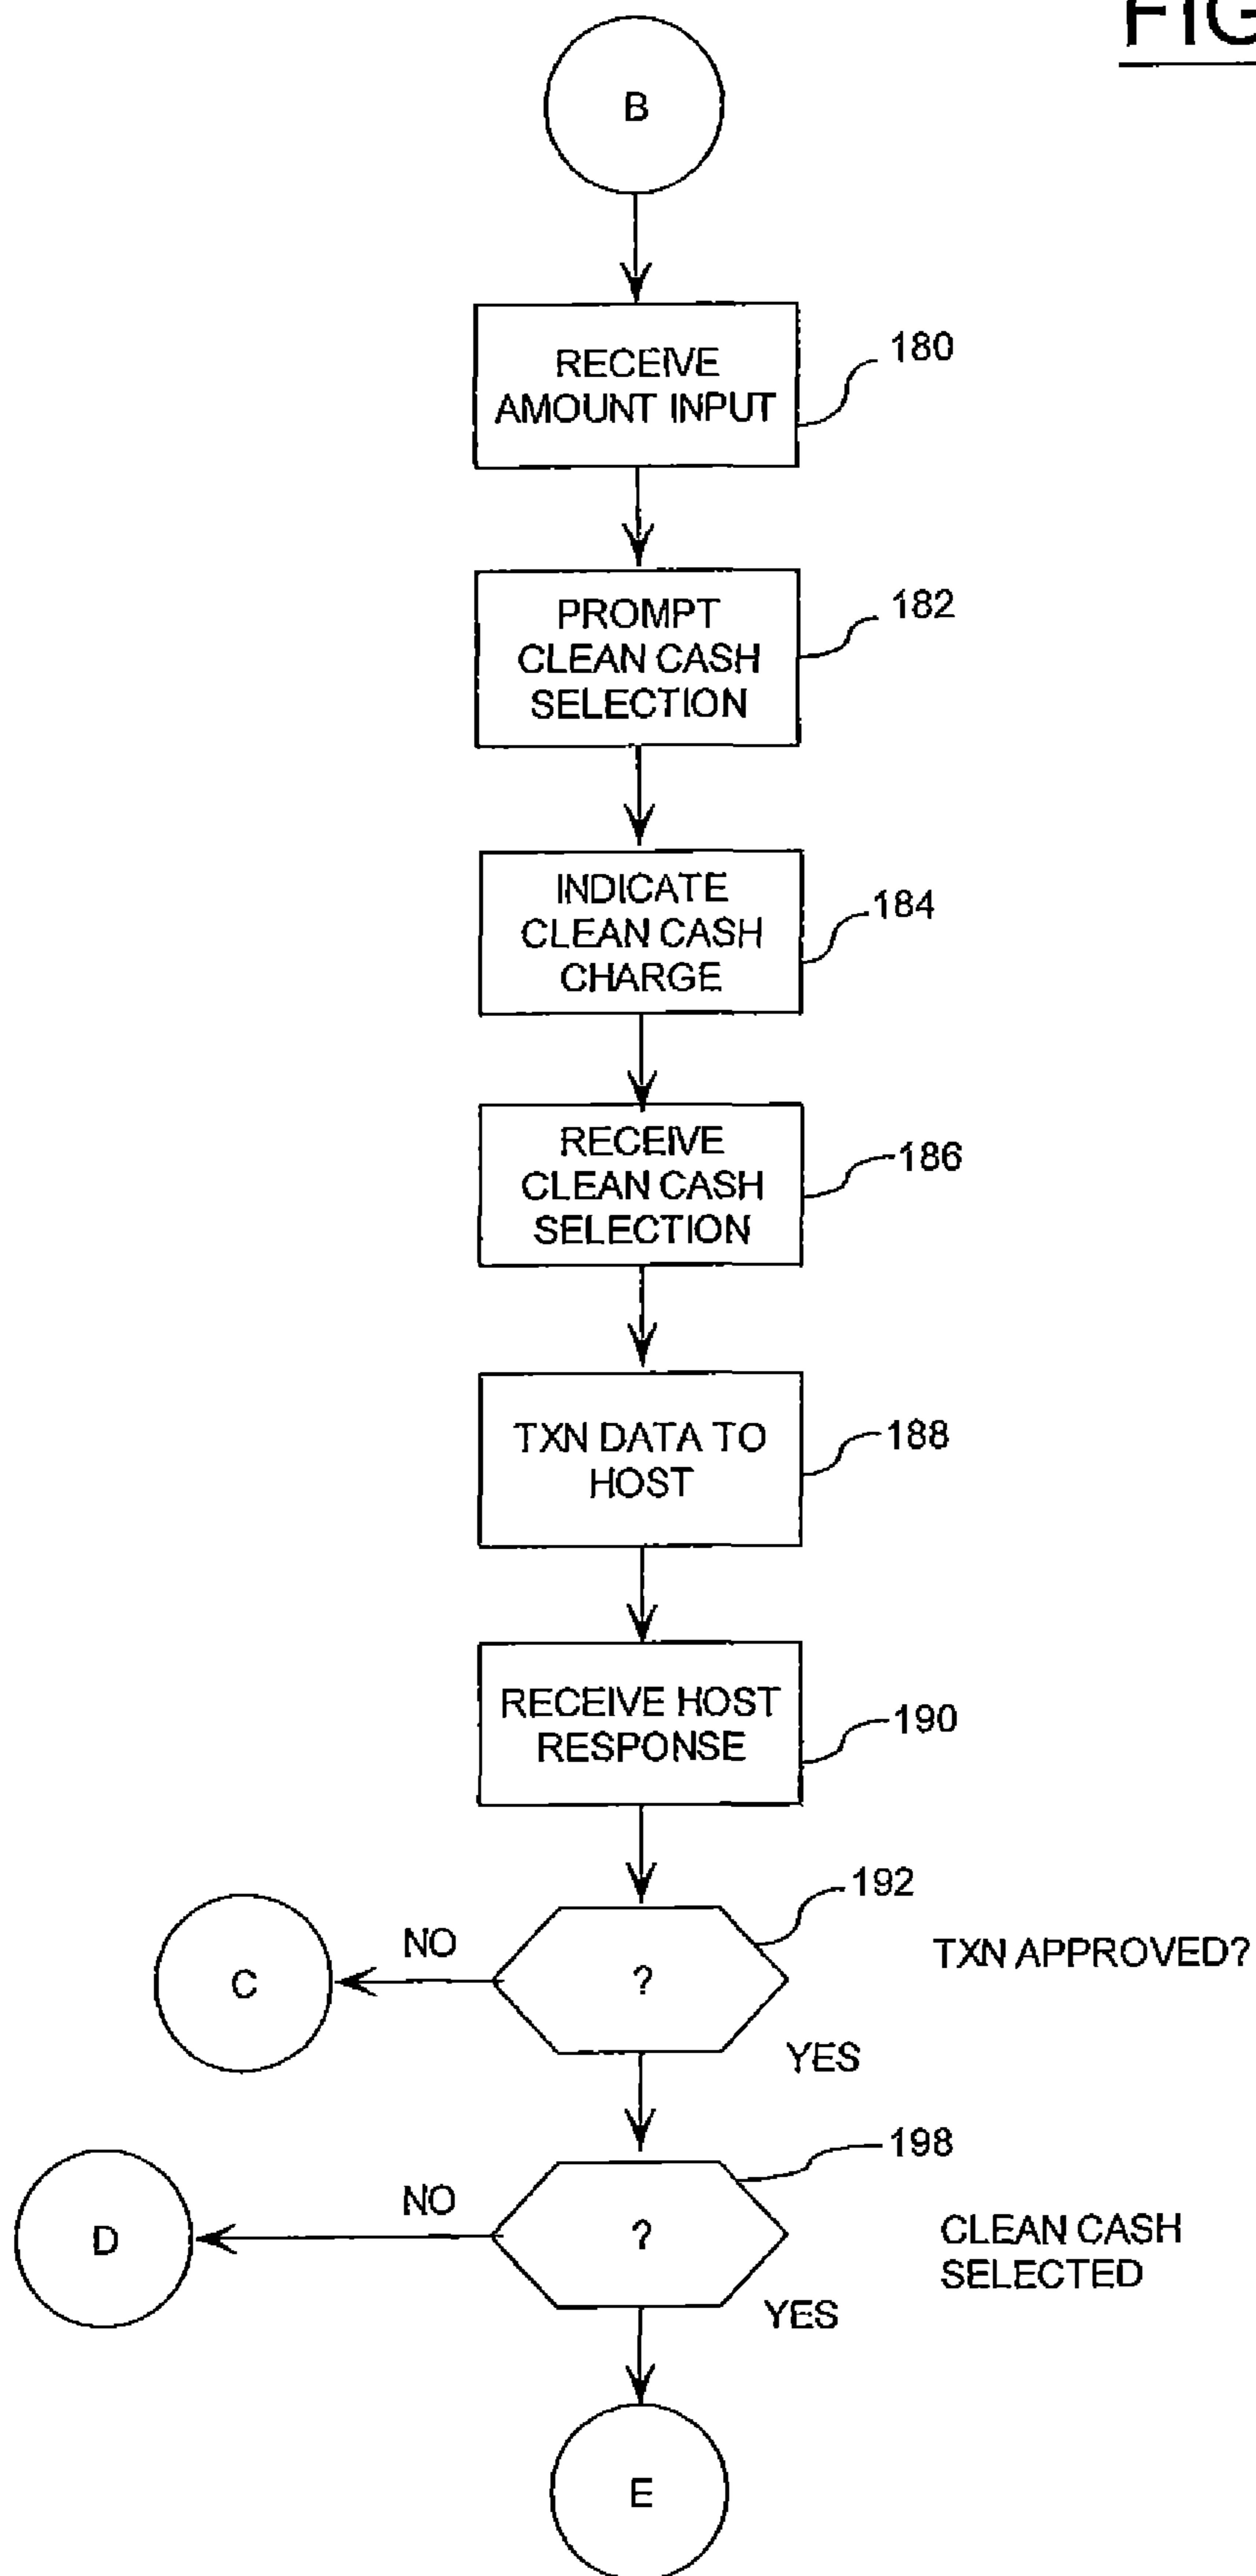 FIG
B
RECEIVE
AMOUNT INPUT
180
PROMPT
CLEAN CASH
SELECTION
182
INDICATE
CLEAN CASH
CHARGE
184
RECEIVE
CLEAN CASH
SELECTION
186
TXN DATA TO
HOST
188
RECEIVE HOST
RESPONSE
190
192
C
NO
?
TXN APPROVED?
YES
198
D
NO
?
CLEAN CASH
SELECTED
YES
E